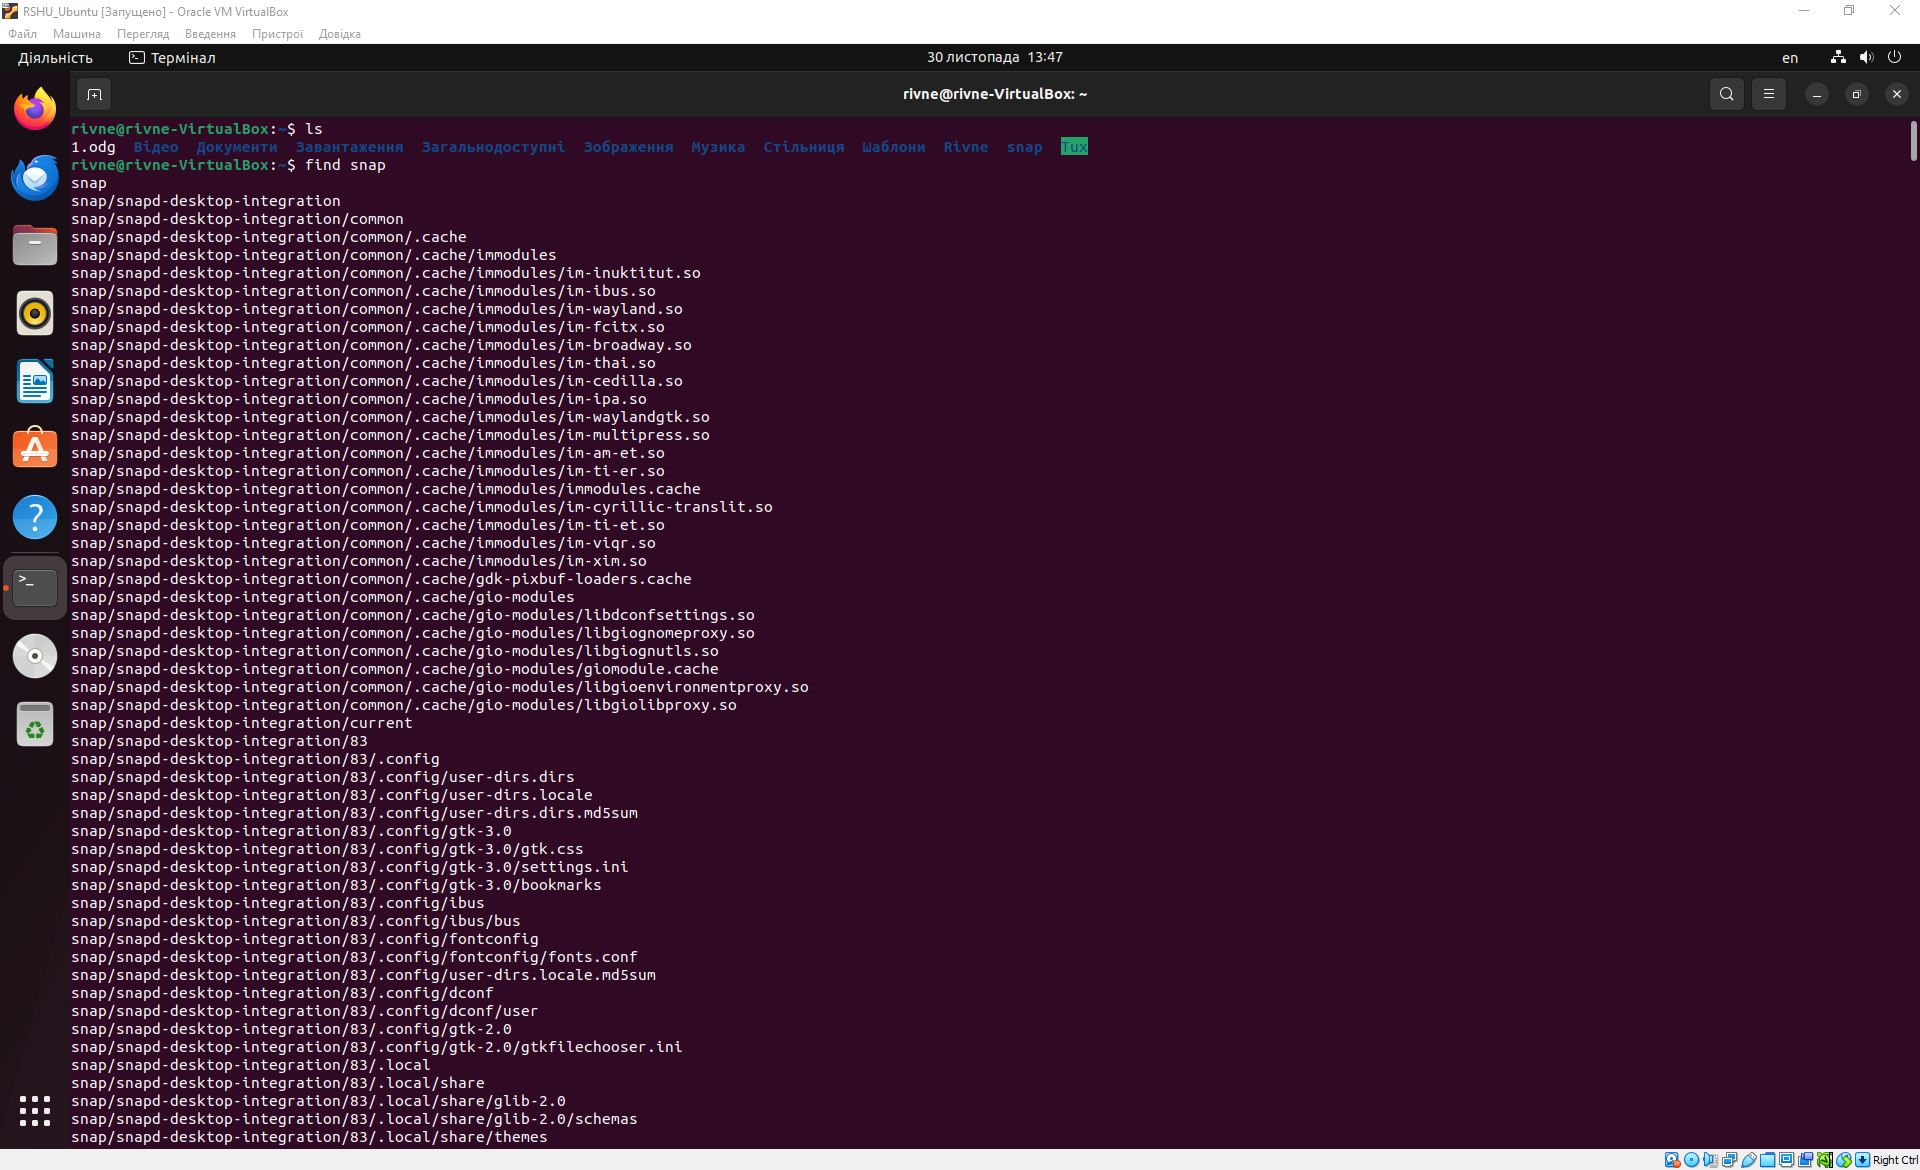 RSHU_Ubuntu [Запущено] - Oracle VM VirtualBox
Файл Машина Перегляд Введення Пристрої Довідка
Діяльність Термінал 30 листопада 13:47 en
rivne@rivne-VirtualBox: ~
rivne@rivne-VirtualBox:~$ ls
1.odg Відео Документи Завантаження Загальнодоступні Зображення Музика Стільниця Шаблони Rivne snap Tux
rivne@rivne-VirtualBox:~$ find snap
snap
snap/snapd-desktop-integration
snap/snapd-desktop-integration/common
snap/snapd-desktop-integration/common/.cache
snap/snapd-desktop-integration/common/.cache/immodules
snap/snapd-desktop-integration/common/.cache/immodules/im-inuktitut.so
snap/snapd-desktop-integration/common/.cache/immodules/im-ibus.so
snap/snapd-desktop-integration/common/.cache/immodules/im-wayland.so
snap/snapd-desktop-integration/common/.cache/immodules/im-fcitx.so
snap/snapd-desktop-integration/common/.cache/immodules/im-broadway.so
snap/snapd-desktop-integration/common/.cache/immodules/im-thai.so
snap/snapd-desktop-integration/common/.cache/immodules/im-cedilla.so
snap/snapd-desktop-integration/common/.cache/immodules/im-ipa.so
snap/snapd-desktop-integration/common/.cache/immodules/im-waylandgtk.so
snap/snapd-desktop-integration/common/.cache/immodules/im-multipress.so
snap/snapd-desktop-integration/common/.cache/immodules/im-am-et.so
snap/snapd-desktop-integration/common/.cache/immodules/im-ti-er.so
snap/snapd-desktop-integration/common/.cache/immodules/immodules.cache
snap/snapd-desktop-integration/common/.cache/immodules/im-cyrillic-translit.so
snap/snapd-desktop-integration/common/.cache/immodules/im-ti-et.so
snap/snapd-desktop-integration/common/.cache/immodules/im-viqr.so
snap/snapd-desktop-integration/common/.cache/immodules/im-xim.so
snap/snapd-desktop-integration/common/.cache/gdk-pixbuf-loaders.cache
snap/snapd-desktop-integration/common/.cache/gio-modules
snap/snapd-desktop-integration/common/.cache/gio-modules/libdconfsettings.so
snap/snapd-desktop-integration/common/.cache/gio-modules/libgiognomeproxy.so
snap/snapd-desktop-integration/common/.cache/gio-modules/libgiognutls.so
snap/snapd-desktop-integration/common/.cache/gio-modules/giomodule.cache
snap/snapd-desktop-integration/common/.cache/gio-modules/libgioenvironmentproxy.so
snap/snapd-desktop-integration/common/.cache/gio-modules/libgiolibproxy.so
snap/snapd-desktop-integration/current
snap/snapd-desktop-integration/83
snap/snapd-desktop-integration/83/.config
snap/snapd-desktop-integration/83/.config/user-dirs.dirs
snap/snapd-desktop-integration/83/.config/user-dirs.locale
snap/snapd-desktop-integration/83/.config/user-dirs.dirs.md5sum
snap/snapd-desktop-integration/83/.config/gtk-3.0
snap/snapd-desktop-integration/83/.config/gtk-3.0/gtk.css
snap/snapd-desktop-integration/83/.config/gtk-3.0/settings.ini
snap/snapd-desktop-integration/83/.config/gtk-3.0/bookmarks
snap/snapd-desktop-integration/83/.config/ibus
snap/snapd-desktop-integration/83/.config/ibus/bus
snap/snapd-desktop-integration/83/.config/fontconfig
snap/snapd-desktop-integration/83/.config/fontconfig/fonts.conf
snap/snapd-desktop-integration/83/.config/user-dirs.locale.md5sum
snap/snapd-desktop-integration/83/.config/dconf
snap/snapd-desktop-integration/83/.config/dconf/user
snap/snapd-desktop-integration/83/.config/gtk-2.0
snap/snapd-desktop-integration/83/.config/gtk-2.0/gtkfilechooser.ini
snap/snapd-desktop-integration/83/.local
snap/snapd-desktop-integration/83/.local/share
snap/snapd-desktop-integration/83/.local/share/glib-2.0
snap/snapd-desktop-integration/83/.local/share/glib-2.0/schemas
snap/snapd-desktop-integration/83/.local/share/themes
Right Ctrl